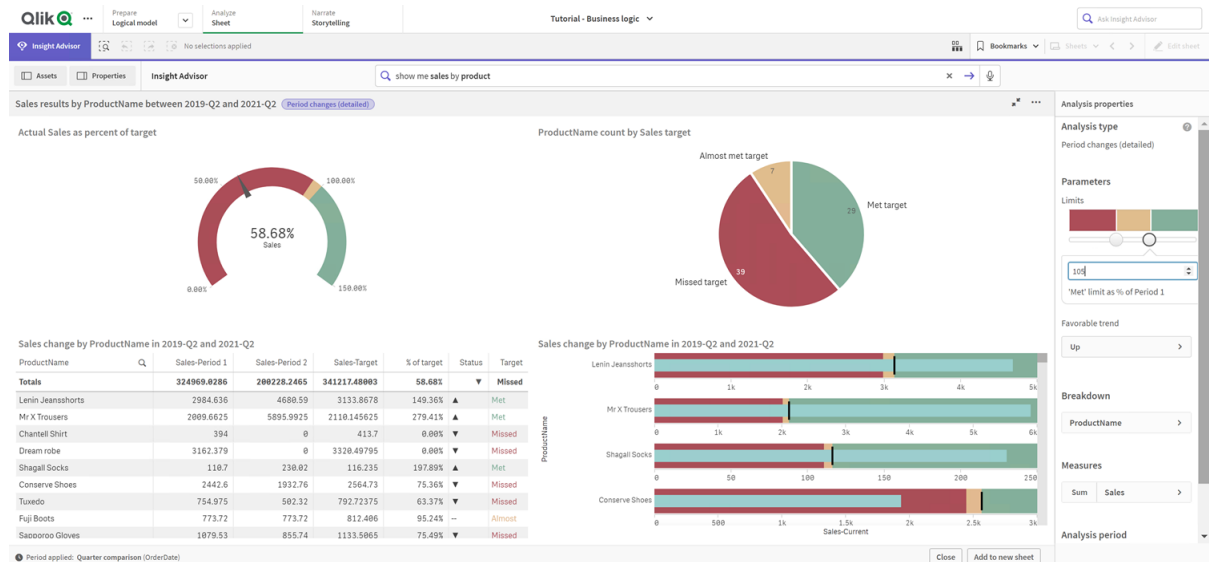 Qlik
Prepare
Logical model
Analyze
Sheet
Narrate
Storytelling
Tutorial - Business logic
Ask Insight Advisor
Insight Advisor
No selections applied
Bookmarks
Sheets
Edit sheet
Assets
Properties
Insight Advisor
show me sales by product
Sales results by ProductName between 2019-Q2 and 2021-Q2 Period changes (detailed)
Actual Sales as percent of target
50.00% 100.00%
58.68%
Sales
0.00% 150.00%
ProductName count by Sales target
Almost met target
7
29 Met target
39
Missed target
Sales change by ProductName in 2019-Q2 and 2021-Q2
ProductName Sales-Period 1 Sales-Period 2 Sales-Target % of target Status Target
Totals 324969.0286 200228.2465 341217.48003 58.68% ▼ Missed
Lenin Jeansshorts 2984.636 4680.59 3133.8678 149.36% ▲ Met
Mr X Trousers 2009.6625 5895.9925 2110.145625 279.41% ▲ Met
Chantell Shirt 394 0 413.7 0.00% ▼ Missed
Dream robe 3162.379 0 3320.49795 0.00% ▼ Missed
Shagall Socks 110.7 230.02 116.235 197.89% ▲ Met
Conserve Shoes 2442.6 1932.76 2564.73 75.36% ▼ Missed
Tuxedo 754.975 502.32 792.72375 63.37% ▼ Missed
Fuji Boots 773.72 773.72 812.406 95.24% -- Almost
Sapporoo Gloves 1079.53 855.74 1133.5065 75.49% ▼ Missed
Sales change by ProductName in 2019-Q2 and 2021-Q2
ProductName
Lenin Jeansshorts
0 1k 2k 3k 4k 5k
Mr X Trousers
0 1k 2k 3k 4k 5k 6k
Shagall Socks
0 50 100 150 200 250
Conserve Shoes
0 500 1k 1.5k 2k 2.5k 3k
Sales-Current
Analysis properties
Analysis type
Period changes (detailed)
Parameters
Limits
105
'Met' limit as % of Period 1
Favorable trend
Up
Breakdown
ProductName
Measures
Sum Sales
Analysis period
Period applied: Quarter comparison (OrderDate)
Close
Add to new sheet